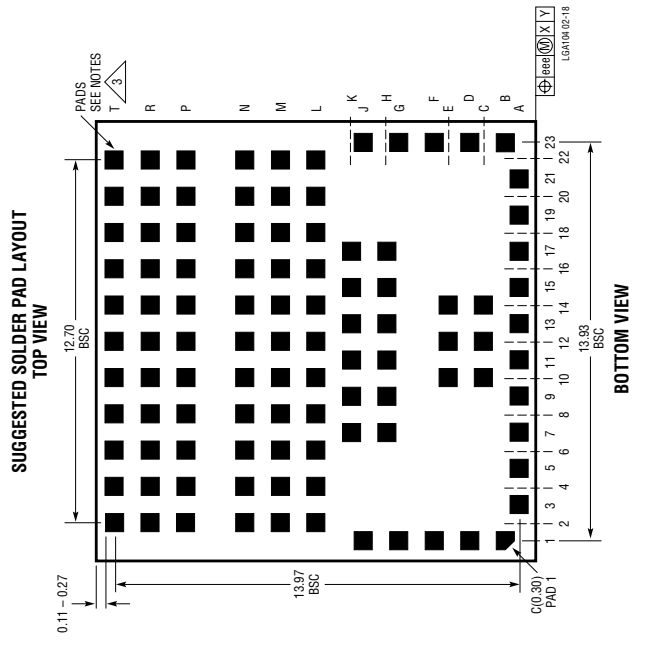 SUGGESTED SOLDER PAD LAYOUT
TOP VIEW
12.70
BSC
PADS
SEE NOTES
3
T
R
P
N
M
L
K
J
H
G
F
E
D
C
B
A
0.11 – 0.27
13.97
BSC
C(0.30)
PAD 1
1
2
3
4
5
6
7
8
9
10
11
12
13
14
15
16
17
18
19
20
21
22
23
13.93
BSC
eee M X Y
LGA104 02-18
BOTTOM VIEW